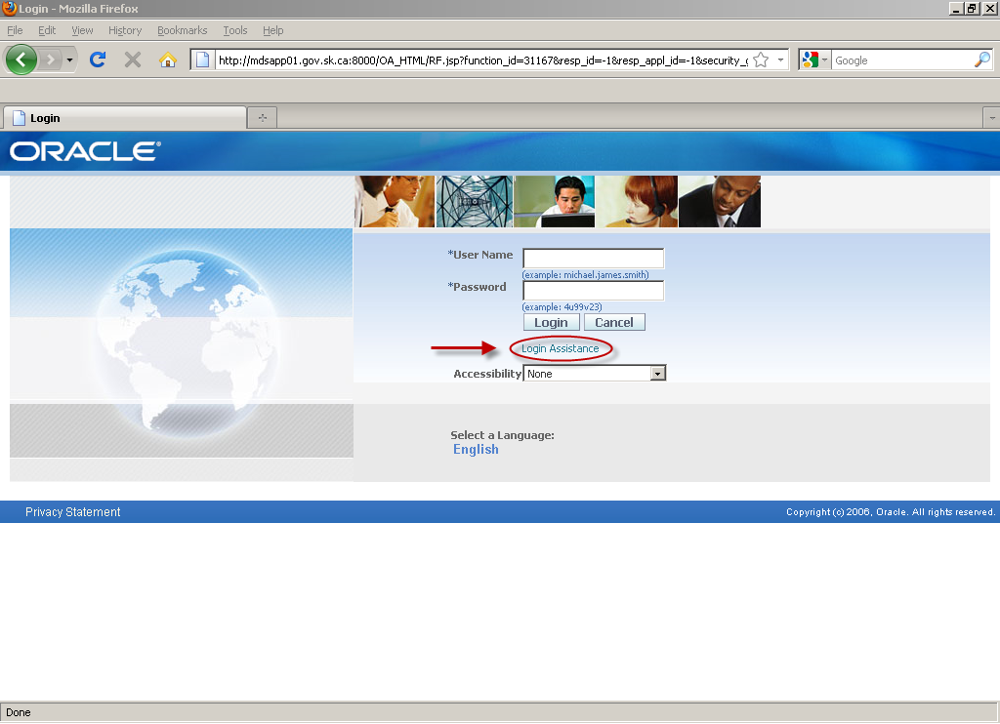 Login - Mozilla Firefox
File Edit View History Bookmarks Tools Help
http://mdsapp01.gov.sk.ca:8000/OA_HTML/RF.jsp?function_id=31167&resp_id=-1&resp_appl_id=-1&security_g
Google
Login
ORACLE®
*User Name
(example: michael.james.smith)
*Password
(example: 4u99v23)
Login Cancel
Login Assistance
Accessibility None
Select a Language:
English
Privacy Statement Copyright (c) 2006, Oracle. All rights reserved.
Done